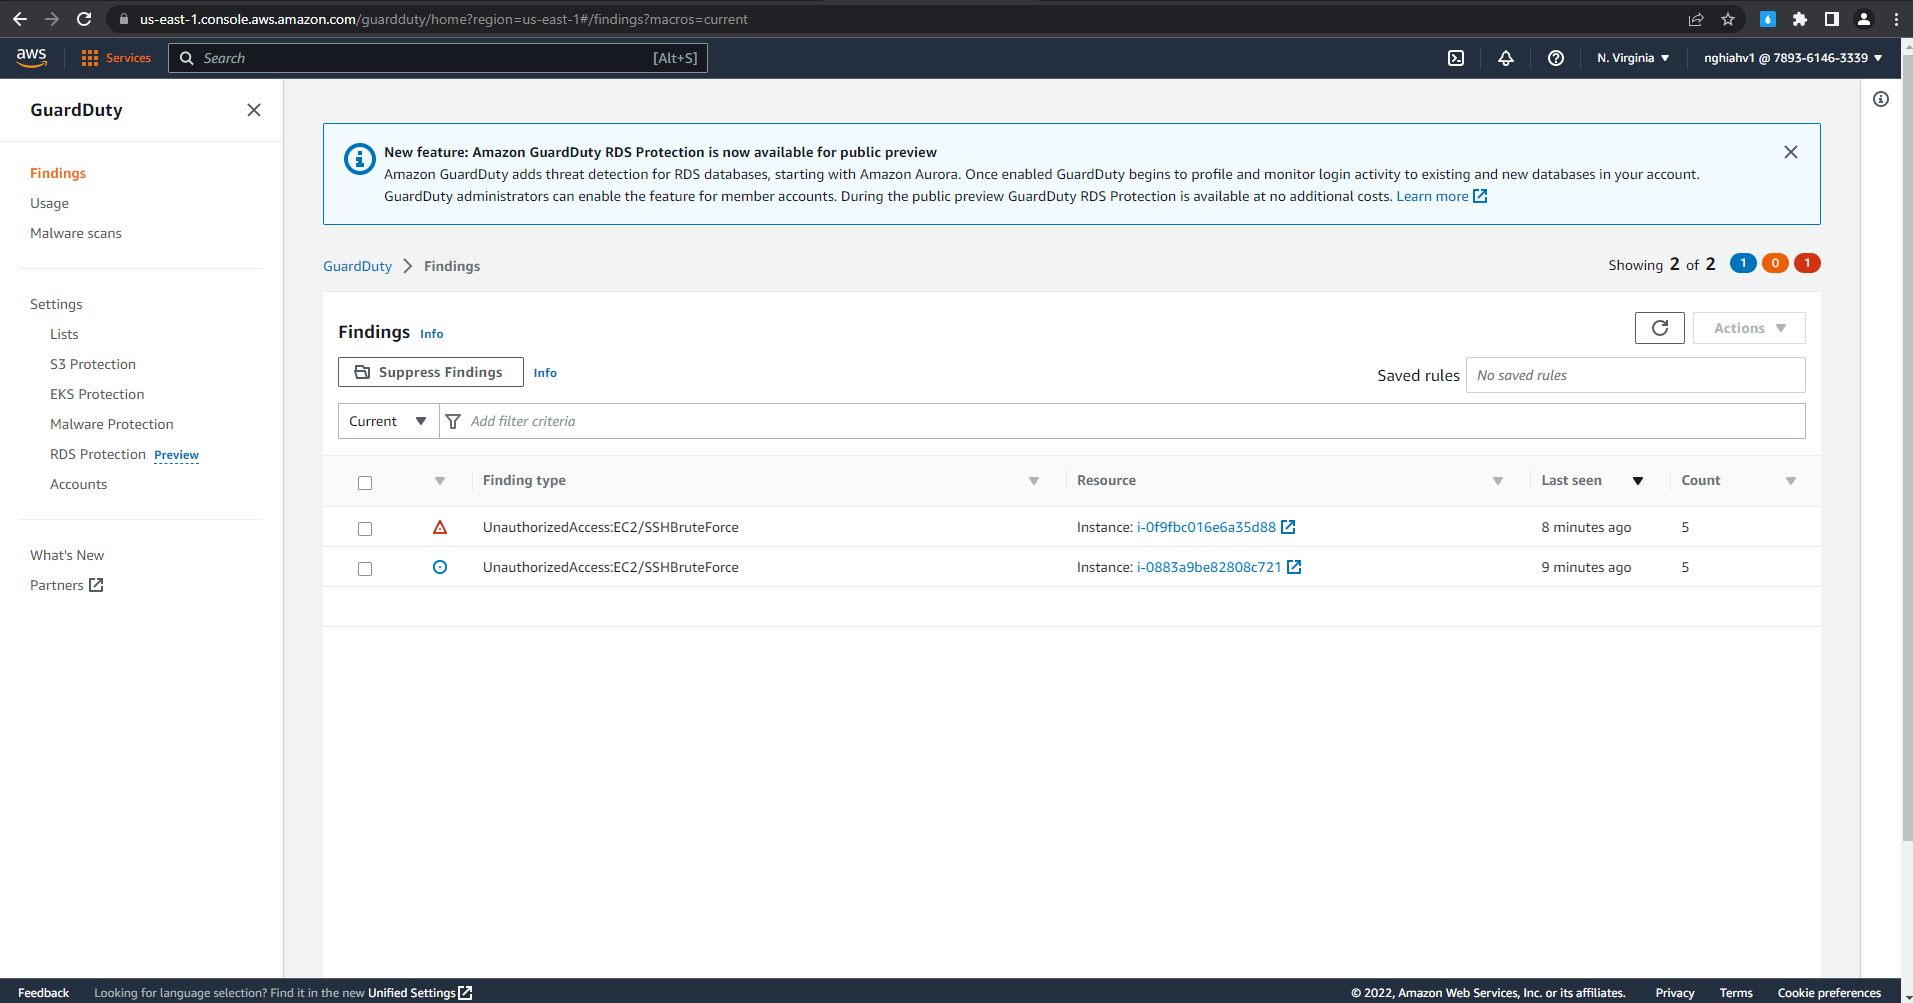 us-east-1.console.aws.amazon.com/guardduty/home?region=us-east-1#/findings?macros=current
aws
Services
Search
[Alt+S]
N. Virginia
nghiahv1 @ 7893-6146-3339
GuardDuty
Findings
Usage
Malware scans
Settings
Lists
S3 Protection
EKS Protection
Malware Protection
RDS Protection Preview
Accounts
What's New
Partners
New feature: Amazon GuardDuty RDS Protection is now available for public preview
Amazon GuardDuty adds threat detection for RDS databases, starting with Amazon Aurora. Once enabled GuardDuty begins to profile and monitor login activity to existing and new databases in your account.
GuardDuty administrators can enable the feature for member accounts. During the public preview GuardDuty RDS Protection is available at no additional costs. Learn more
GuardDuty Findings
Showing 2 of 2 1 0 1
Findings Info
Actions
Suppress Findings Info
Saved rules No saved rules
Current Add filter criteria
Finding type Resource Last seen Count
UnauthorizedAccess:EC2/SSHBruteForce Instance: i-0f9fbc016e6a35d88 8 minutes ago 5
UnauthorizedAccess:EC2/SSHBruteForce Instance: i-0883a9be82808c721 9 minutes ago 5
Feedback Looking for language selection? Find it in the new Unified Settings © 2022, Amazon Web Services, Inc. or its affiliates. Privacy Terms Cookie preferences